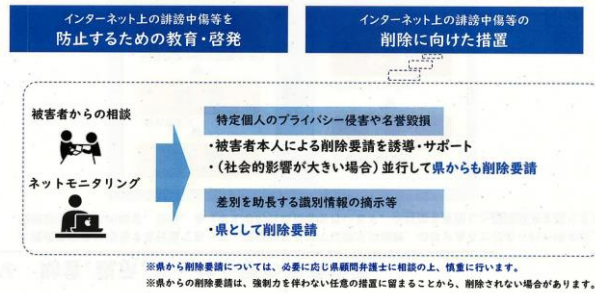 インターネット上の誹謗中傷等を
防止するための教育・啓発
インターネット上の誹謗中傷等の
削除に向けた措置
被害者からの相談
ネットモニタリング
特定個人のプライバシー侵害や名誉毀損
・被害者本人による削除要請を誘導・サポート
・(社会的影響が大きい場合)並行して県からも削除要請
差別を助長する識別情報の摘示等
・県として削除要請
※県から削除要請については、必要に応じ県顧問弁護士に相談の上、慎重に行います。
※県からの削除要請は、強制力を伴わない任意の措置に留まることから、削除されない場合があります。